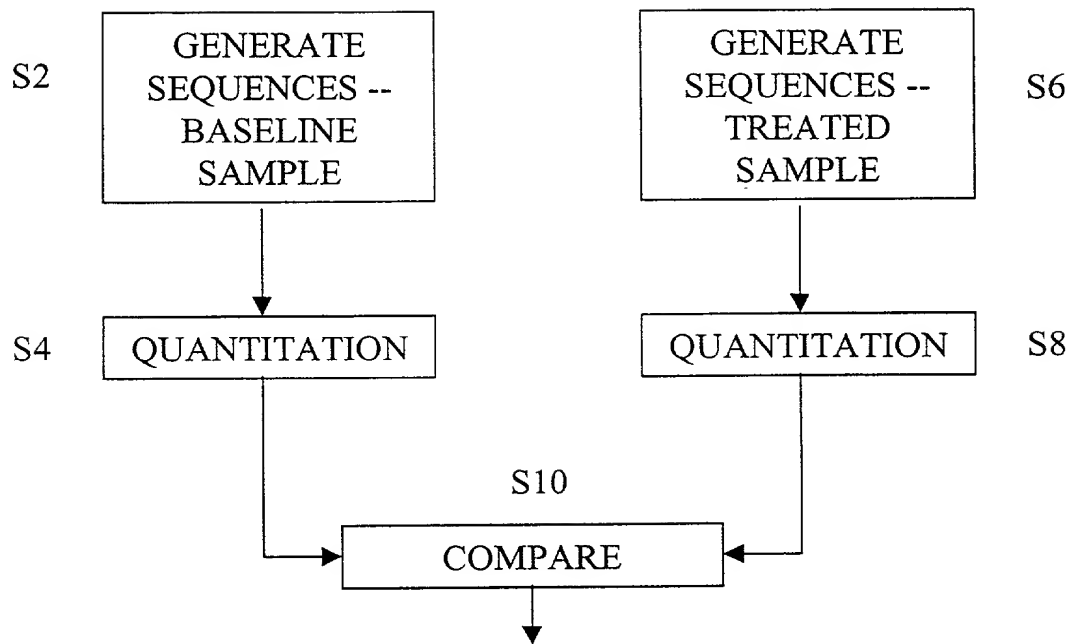 S2
GENERATE
SEQUENCES --
BASELINE
SAMPLE
GENERATE
SEQUENCES --
TREATED
SAMPLE
S6
S4
QUANTITATION
QUANTITATION
S8
S10
COMPARE